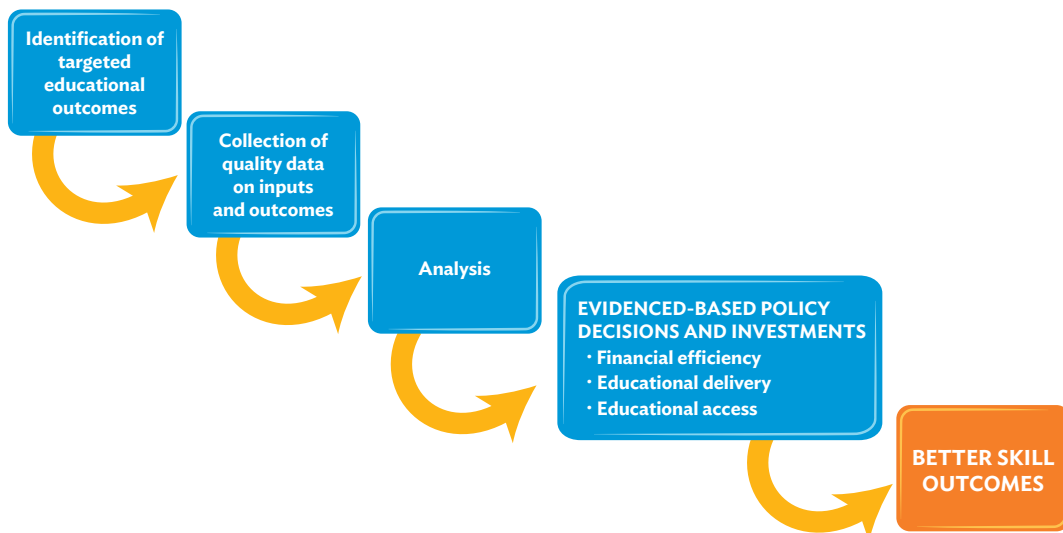 Identification of
targeted
educational
outcomes
Collection of
quality data
on inputs
and outcomes
Analysis
EVIDENCED-BASED POLICY
DECISIONS AND INVESTMENTS
· Financial efficiency
· Educational delivery
· Educational access
BETTER SKILL
OUTCOMES